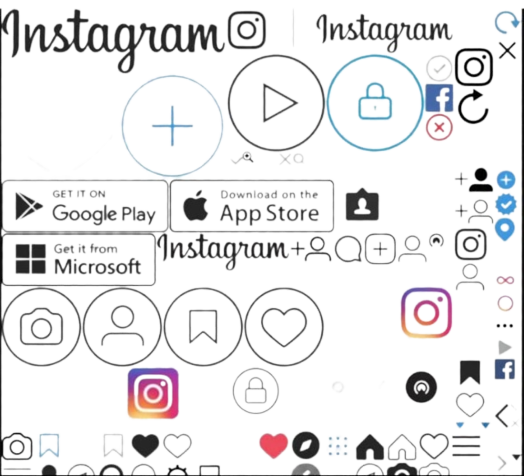 Instagram
Instagram
GET IT ON
Google Play
Download on the
App Store
Get it from
Microsoft
Instagram